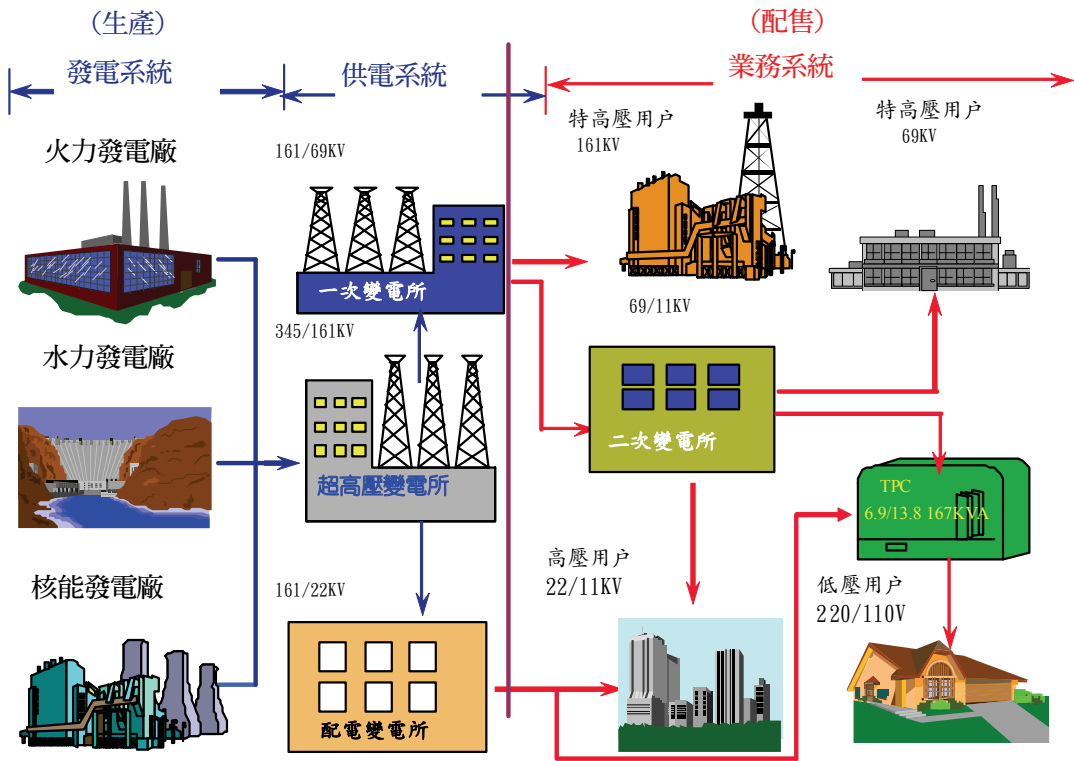 (生產)
(配售)
發電系統
供電系統
業務系統
火力發電廠
161/69KV
特高壓用户
161KV
特高壓用户
69KV
一次變電所
69/11KV
水力發電廠
345/161KV
二次變電所
超高壓變電所
TPC
6.9/13.8 167KVA
核能發電廠
161/22KV
高壓用户
22/11KV
低壓用户
220/110V
配電變電所